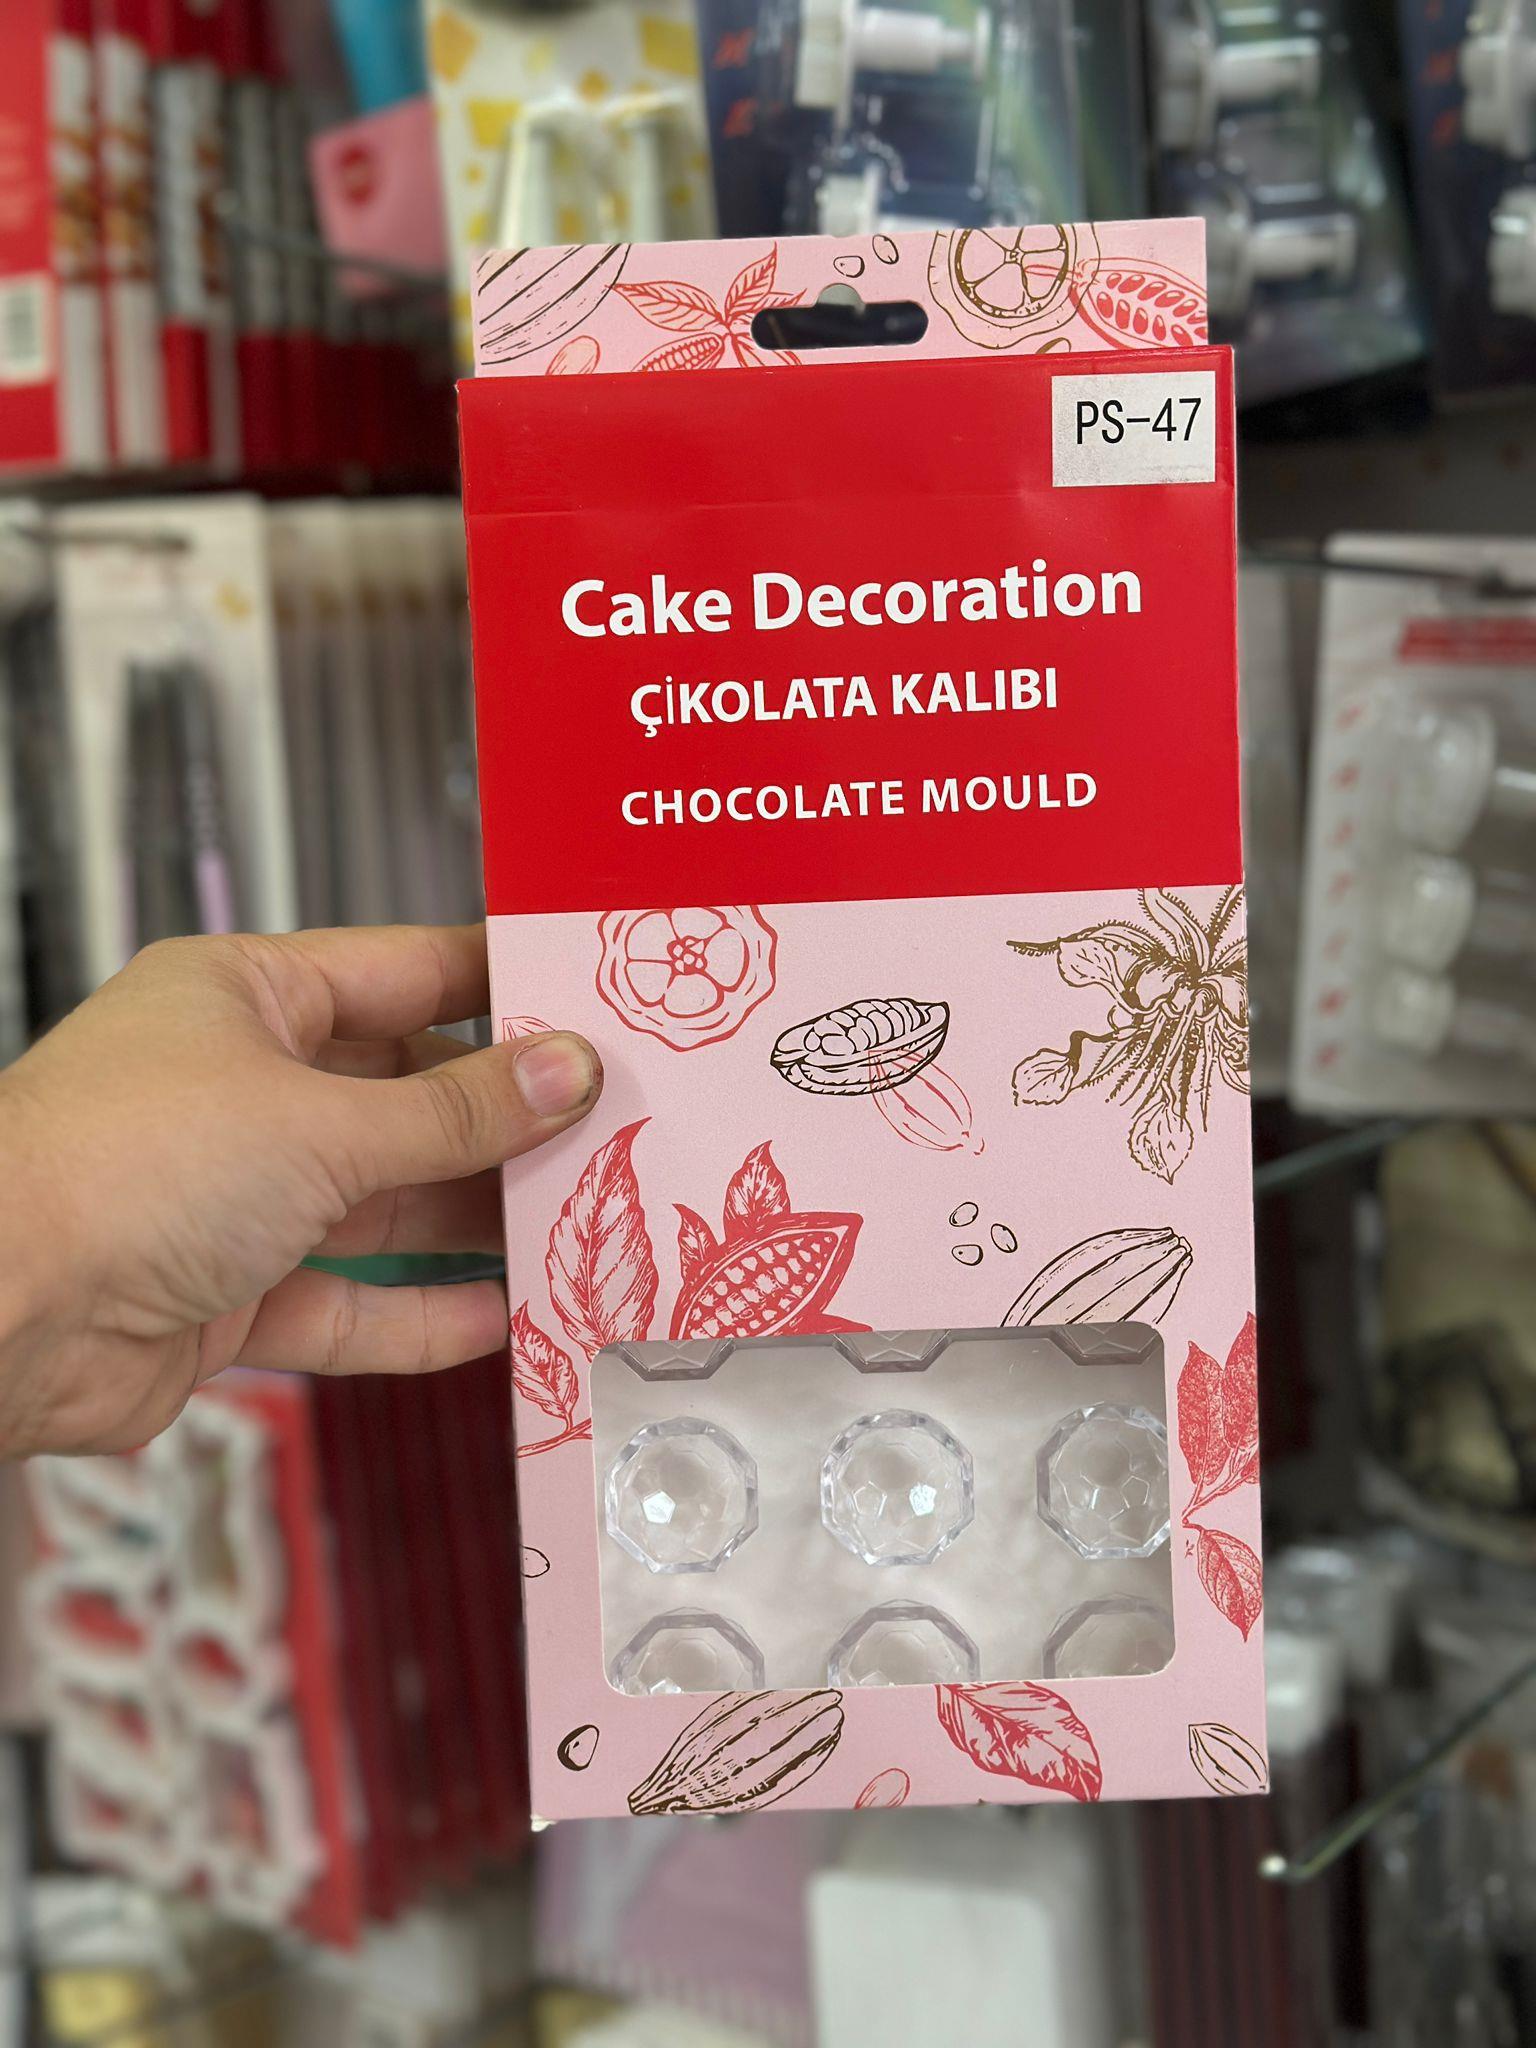 PS-47
Cake Decoration
ÇİKOLATA KALIBI
CHOCOLATE MOULD